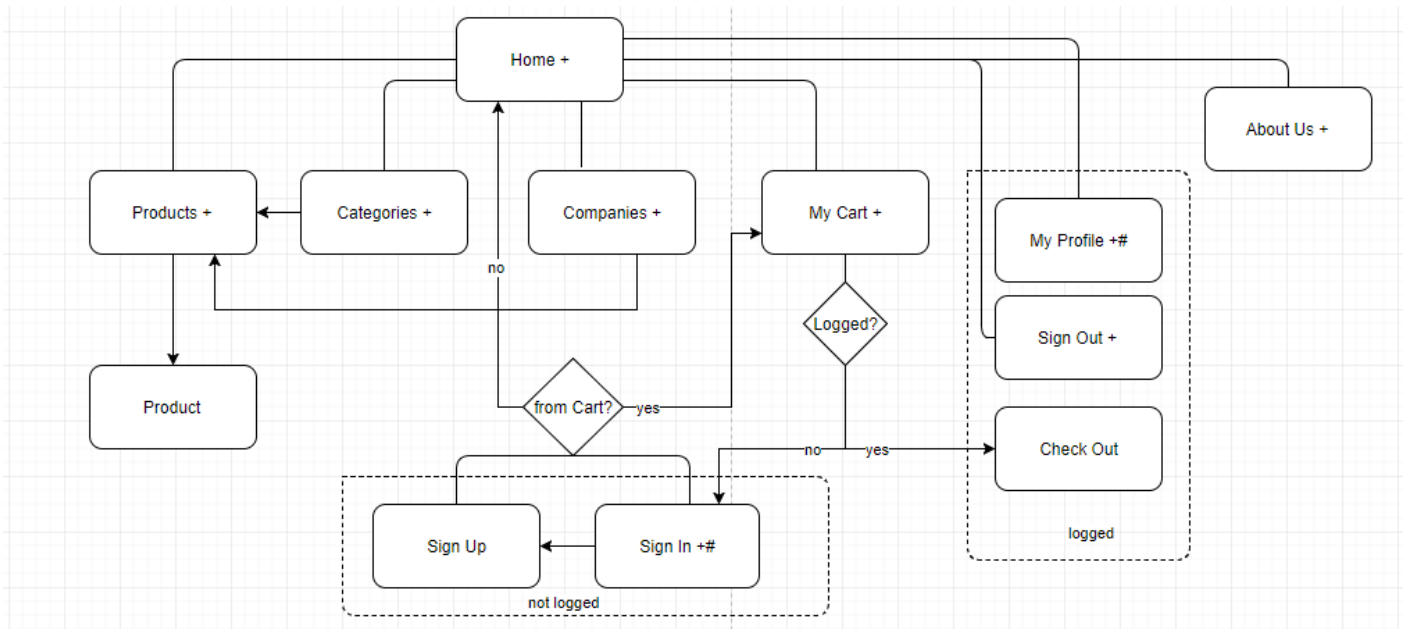 Home +
About Us +
Products +
Categories +
Companies +
My Cart +
My Profile +#
no
Logged?
Sign Out +
Product
from Cart?
yes
no
yes
Check Out
logged
Sign Up
Sign In +#
not logged